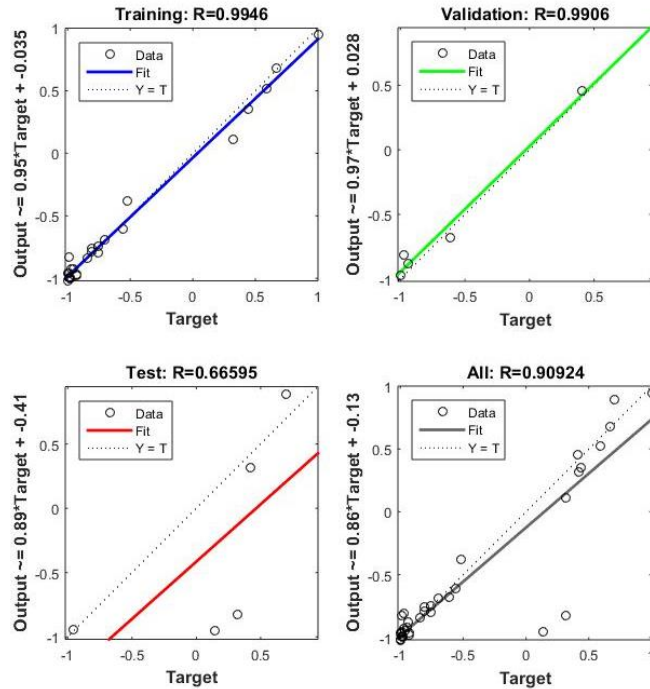 Training: R=0.9946
Output ~= 0.95*Target + -0.035
1
0.5
0
-0.5
-1
Data
Fit
Y = T
-1
-0.5
0
0.5
1
Target
Validation: R=0.9906
Output ~= 0.97*Target + 0.028
0.5
0
-0.5
-1
Data
Fit
Y = T
-1
-0.5
0
0.5
Target
Test: R=0.66595
Output ~= 0.89*Target + -0.41
0.5
0
-0.5
-1
Data
Fit
Y = T
-1
-0.5
0
0.5
Target
All: R=0.90924
Output ~= 0.86*Target + -0.13
1
0.5
0
-0.5
-1
Data
Fit
Y = T
-1
-0.5
0
0.5
1
Target